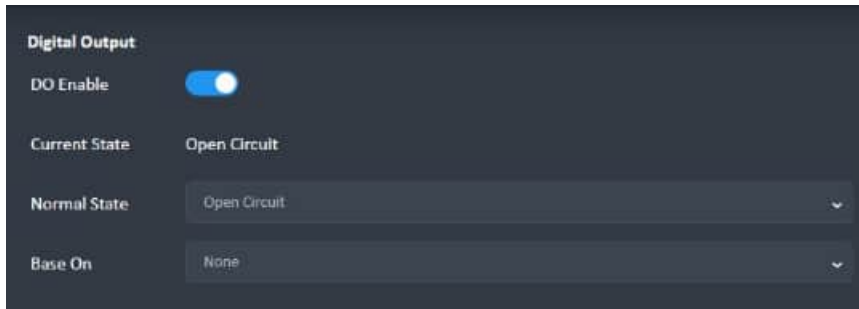 Digital Output
DO Enable
Current State Open Circuit
Normal State Open Circuit
Base On None